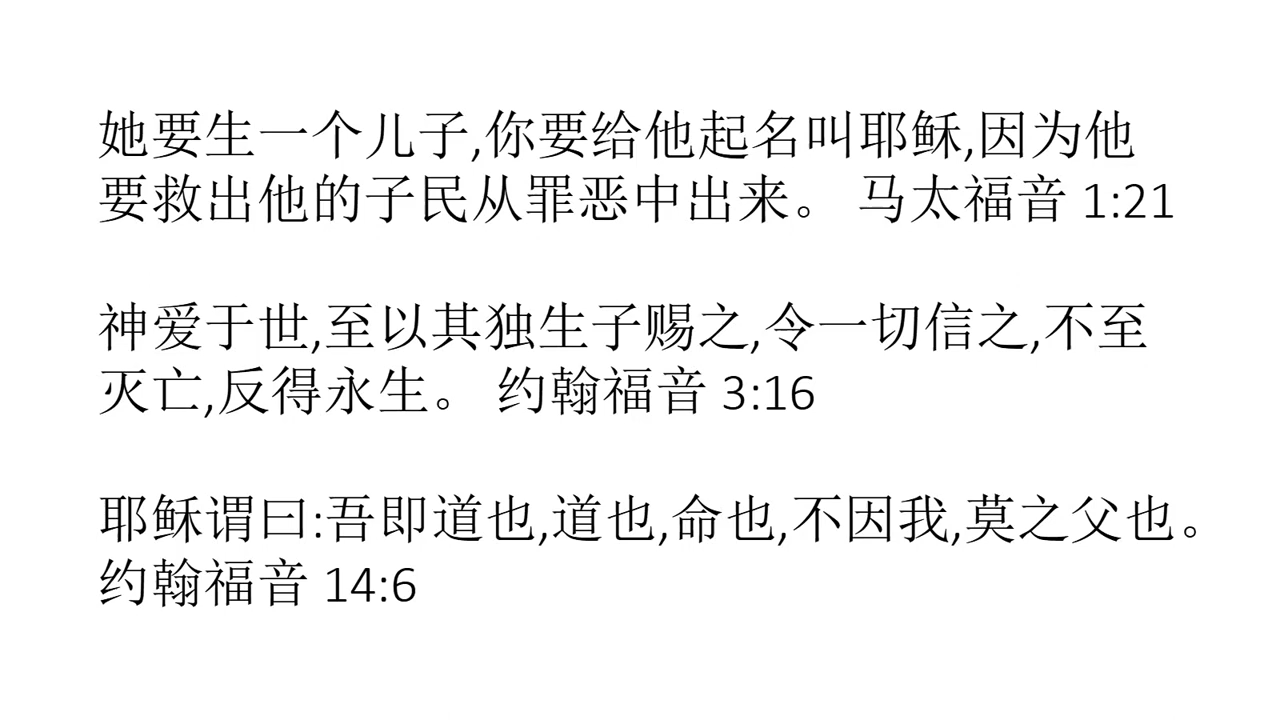 她要生一个儿子,你要给他起名叫耶稣,因为他
要救出他的子民从罪恶中出来。 马太福音 1:21
神爱于世,至以其独生子赐之,令一切信之,不至
灭亡,反得永生。 约翰福音 3:16
耶稣谓曰:吾即道也,道也,命也,不因我,莫之父也。
约翰福音 14:6